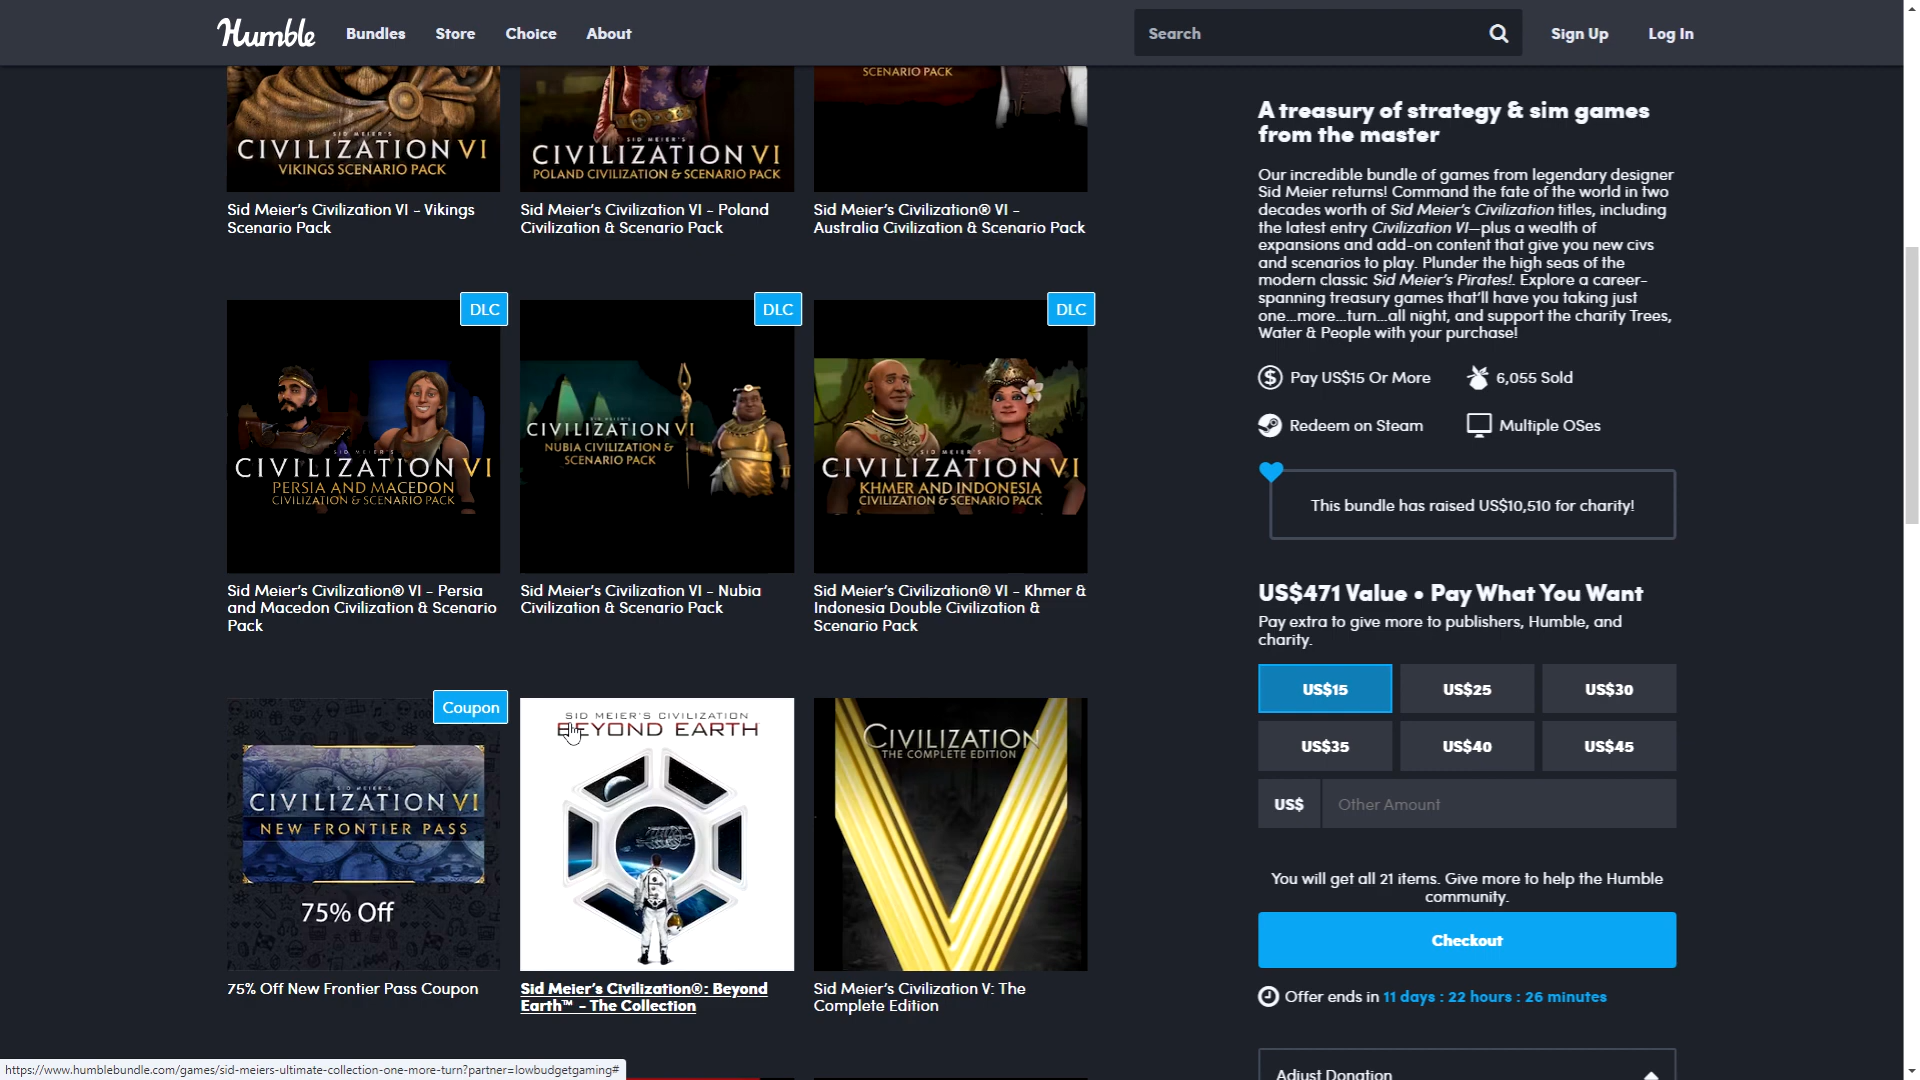 Humble
Bundles
Store
Choice
About
Search
Sign Up
Log In
SID MEIER'S
CIVILIZATION VI
VIKINGS SCENARIO PACK
SID MEIER'S
CIVILIZATION VI
POLAND CIVILIZATION & SCENARIO PACK
SCENARIO PACK
Sid Meier's Civilization VI - Vikings
Scenario Pack
Sid Meier's Civilization VI - Poland
Civilization & Scenario Pack
Sid Meier's Civilization® VI -
Australia Civilization & Scenario Pack
DLC
DLC
DLC
SID MEIER'S
CIVILIZATION VI
PERSIA AND MACEDON
CIVILIZATION & SCENARIO PACK
SID MEIER'S
CIVILIZATION VI
NUBIA CIVILIZATION &
SCENARIO PACK
SID MEIER'S
CIVILIZATION VI
KHMER AND INDONESIA
CIVILIZATION & SCENARIO PACK
Sid Meier's Civilization® VI - Persia
and Macedon Civilization & Scenario
Pack
Sid Meier's Civilization VI - Nubia
Civilization & Scenario Pack
Sid Meier's Civilization® VI - Khmer &
Indonesia Double Civilization &
Scenario Pack
Coupon
SID MEIER'S
CIVILIZATION VI
NEW FRONTIER PASS
75% Off
SID MEIER'S CIVILIZATION
BEYOND EARTH
CIVILIZATION
THE COMPLETE EDITION
75% Off New Frontier Pass Coupon
Sid Meier's Civilization®: Beyond
Earth™ - The Collection
Sid Meier's Civilization V: The
Complete Edition
A treasury of strategy & sim games
from the master
Our incredible bundle of games from legendary designer
Sid Meier returns! Command the fate of the world in two
decades worth of Sid Meier's Civilization titles, including
the latest entry Civilization VI—plus a wealth of
expansions and add-on content that give you new civs
and scenarios to play. Plunder the high seas of the
modern classic Sid Meier's Pirates!. Explore a career-
spanning treasury games that'll have you taking just
one...more...turn...all night, and support the charity Trees,
Water & People with your purchase!
Pay US$15 Or More
6,055 Sold
Redeem on Steam
Multiple OSes
This bundle has raised US$10,510 for charity!
US$471 Value • Pay What You Want
Pay extra to give more to publishers, Humble, and
charity.
US$15
US$25
US$30
US$35
US$40
US$45
US$
Other Amount
You will get all 21 items. Give more to help the Humble
community.
Checkout
Offer ends in 11 days : 22 hours : 26 minutes
Adjust Donation
https://www.humblebundle.com/games/sid-meiers-ultimate-collection-one-more-turn?partner=lowbudgetgaming#